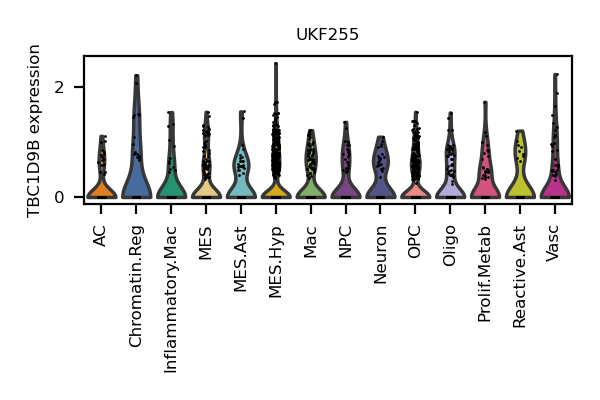 UKF255
TBC1D9B expression
2
0
AC
Chromatin.Reg
Inflammatory.Mac
MES
MES.Ast
MES.Hyp
Mac
NPC
Neuron
OPC
Oligo
Prolif.Metab
Reactive.Ast
Vasc